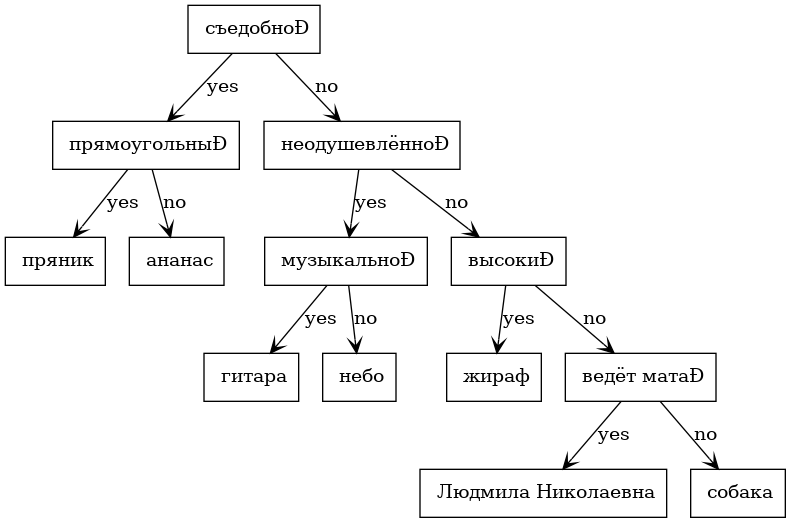 съедобноĐ
yes
no
прямоугольныĐ
неодушевлённоĐ
yes
no
yes
no
пряник
ананас
музыкальноĐ
высокиĐ
yes
no
yes
no
гитара
небо
жираф
ведёт матаĐ
yes
no
Людмила Николаевна
собака